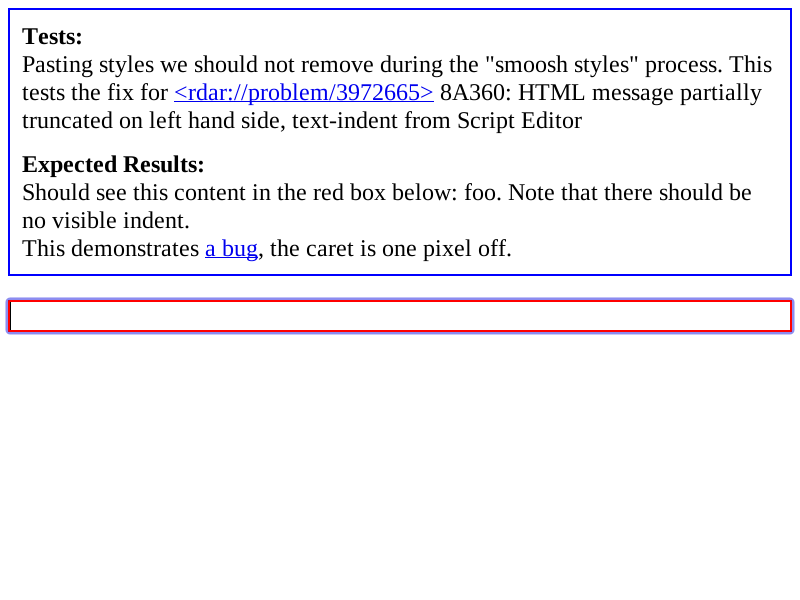 Tests:
Pasting styles we should not remove during the "smoosh styles" process. This
tests the fix for <rdar://problem/3972665> 8A360: HTML message partially
truncated on left hand side, text-indent from Script Editor
Expected Results:
Should see this content in the red box below: foo. Note that there should be
no visible indent.
This demonstrates a bug, the caret is one pixel off.